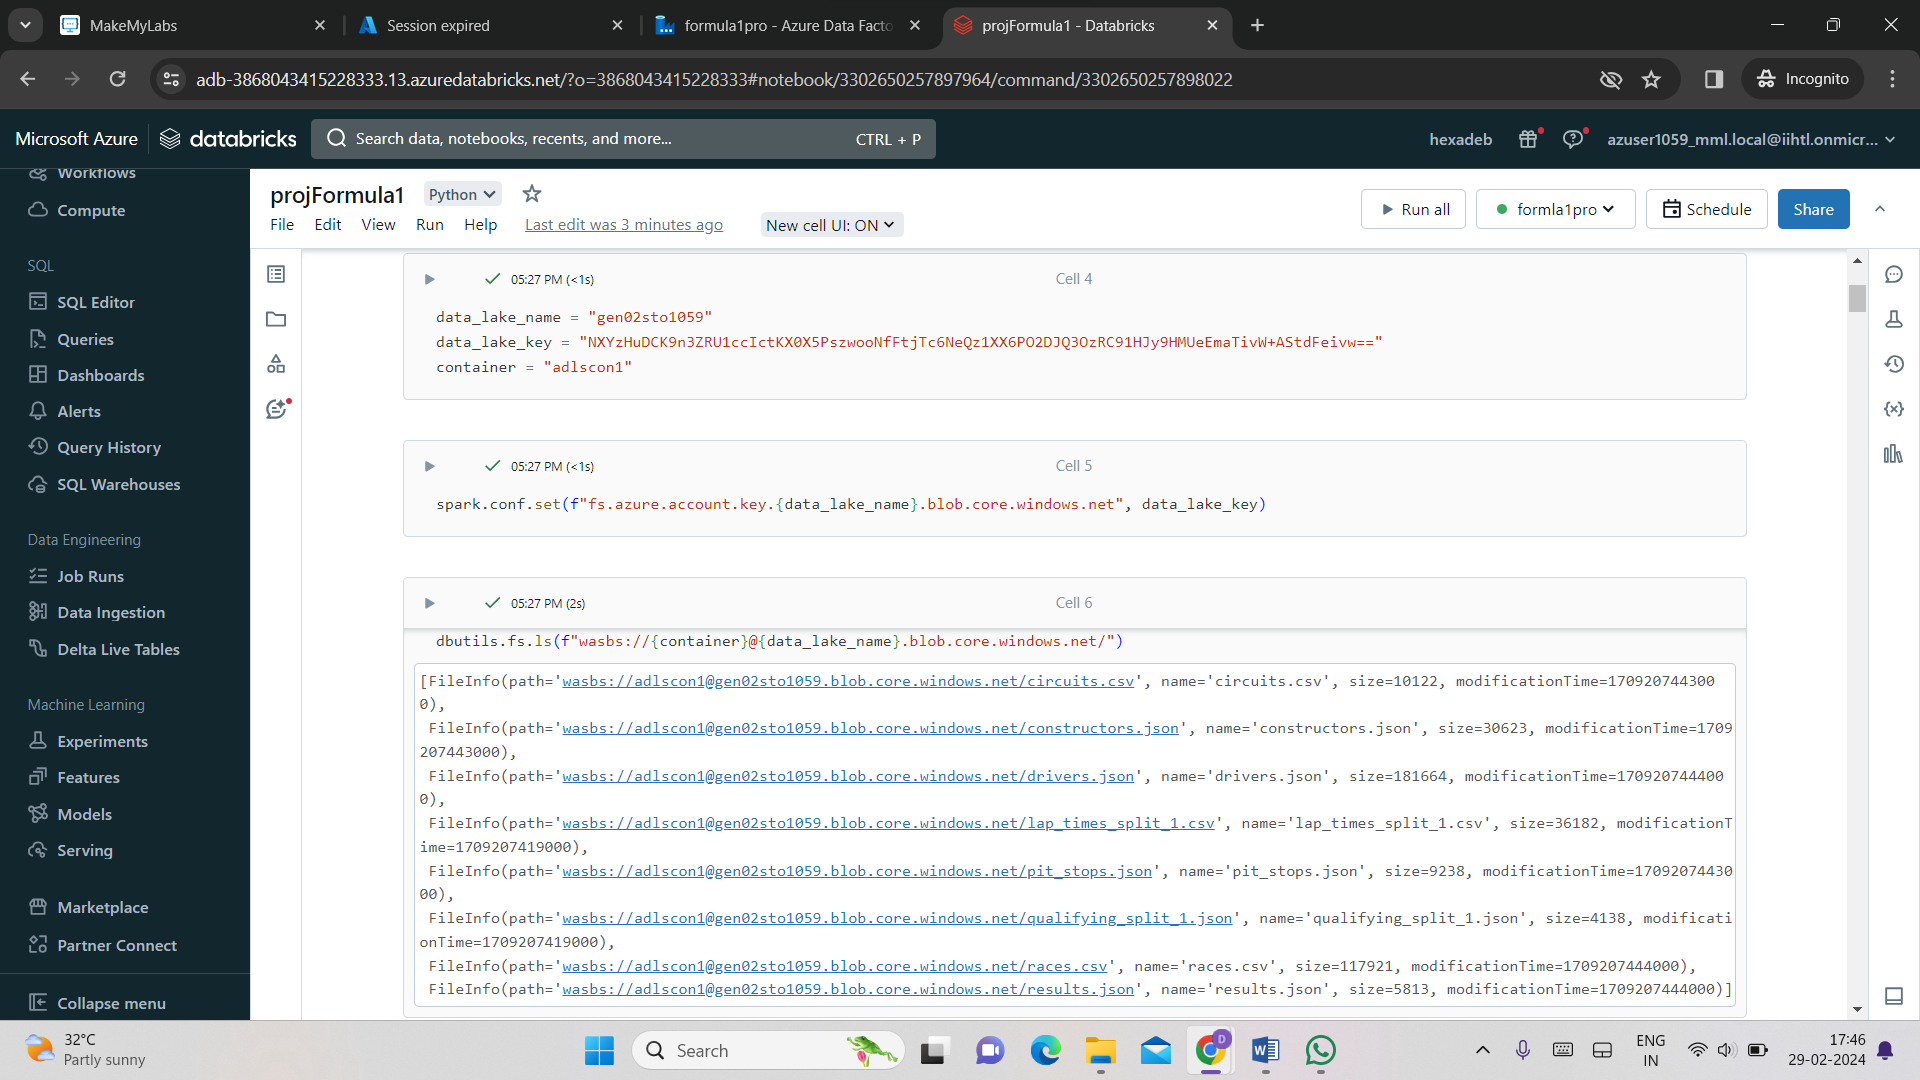 MakeMyLabs
Session expired
formula1pro - Azure Data Facto
projFormula1 - Databricks
adb-3868043415228333.13.azuredatabricks.net/?o=3868043415228333#notebook/3302650257897964/command/3302650257898022
Incognito
Microsoft Azure
databricks
Search data, notebooks, recents, and more...
CTRL + P
hexadeb
azuser1059_mml.local@iihtl.onmicr...
Workflows
Compute
SQL
SQL Editor
Queries
Dashboards
Alerts
Query History
SQL Warehouses
Data Engineering
Job Runs
Data Ingestion
Delta Live Tables
Machine Learning
Experiments
Features
Models
Serving
Marketplace
Partner Connect
Collapse menu
projFormula1
Python
File
Edit
View
Run
Help
Last edit was 3 minutes ago
New cell UI: ON
Run all
formla1pro
Schedule
Share
05:27 PM (<1s)
Cell 4
data_lake_name = "gen02sto1059"
data_lake_key = "NXYzHuDCK9n3ZRU1ccIctKX0X5PszwooNfFtjTc6NeQz1XX6PO2DJQ3OzRC91HJy9HMUeEmaTivW+AStdFeivw=="
container = "adlscon1"
05:27 PM (<1s)
Cell 5
spark.conf.set(f"fs.azure.account.key.{data_lake_name}.blob.core.windows.net", data_lake_key)
05:27 PM (2s)
Cell 6
dbutils.fs.ls(f"wasbs://{container}@{data_lake_name}.blob.core.windows.net/")
[FileInfo(path='wasbs://adlscon1@gen02sto1059.blob.core.windows.net/circuits.csv', name='circuits.csv', size=10122, modificationTime=170920744300
0),
FileInfo(path='wasbs://adlscon1@gen02sto1059.blob.core.windows.net/constructors.json', name='constructors.json', size=30623, modificationTime=1709
207443000),
FileInfo(path='wasbs://adlscon1@gen02sto1059.blob.core.windows.net/drivers.json', name='drivers.json', size=181664, modificationTime=170920744400
0),
FileInfo(path='wasbs://adlscon1@gen02sto1059.blob.core.windows.net/lap_times_split_1.csv', name='lap_times_split_1.csv', size=36182, modificationT
ime=1709207419000),
FileInfo(path='wasbs://adlscon1@gen02sto1059.blob.core.windows.net/pit_stops.json', name='pit_stops.json', size=9238, modificationTime=17092074430
00),
FileInfo(path='wasbs://adlscon1@gen02sto1059.blob.core.windows.net/qualifying_split_1.json', name='qualifying_split_1.json', size=4138, modificati
onTime=1709207419000),
FileInfo(path='wasbs://adlscon1@gen02sto1059.blob.core.windows.net/races.csv', name='races.csv', size=117921, modificationTime=1709207444000),
FileInfo(path='wasbs://adlscon1@gen02sto1059.blob.core.windows.net/results.json', name='results.json', size=5813, modificationTime=1709207444000)]
32°C
Partly sunny
Search
D
ENG
IN
17:46
29-02-2024